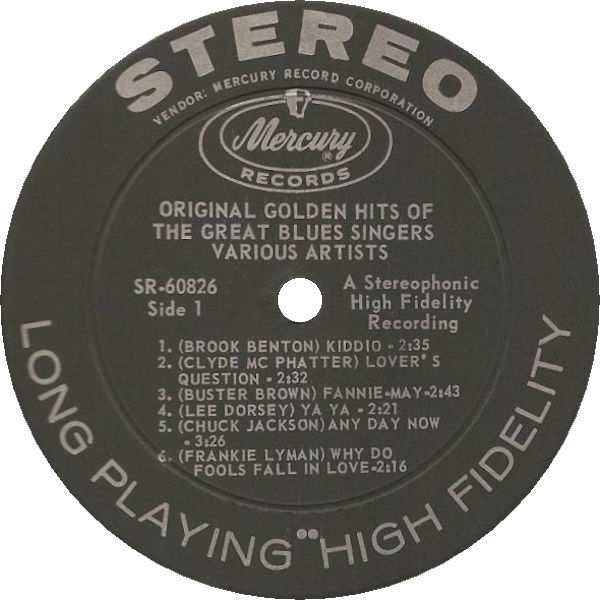 STEREO
VENDOR: MERCURY RECORD CORPORATION
Mercury ®
RECORDS
ORIGINAL GOLDEN HITS OF
THE GREAT BLUES SINGERS
VARIOUS ARTISTS
SR-60826
Side 1
A Stereophonic
High Fidelity
Recording
1. (BROOK BENTON) KIDDIO - 2:35
2. (CLYDE MC PHATTER) LOVER'S
QUESTION - 2:32
3. (BUSTER BROWN) FANNIE-MAY-2:43
4. (LEE DORSEY) YA YA - 2:21
5. (CHUCK JACKSON) ANY DAY NOW
- 3:26
6. (FRANKIE LYMAN) WHY DO
FOOLS FALL IN LOVE-2:16
LONG PLAYING •• HIGH FIDELITY